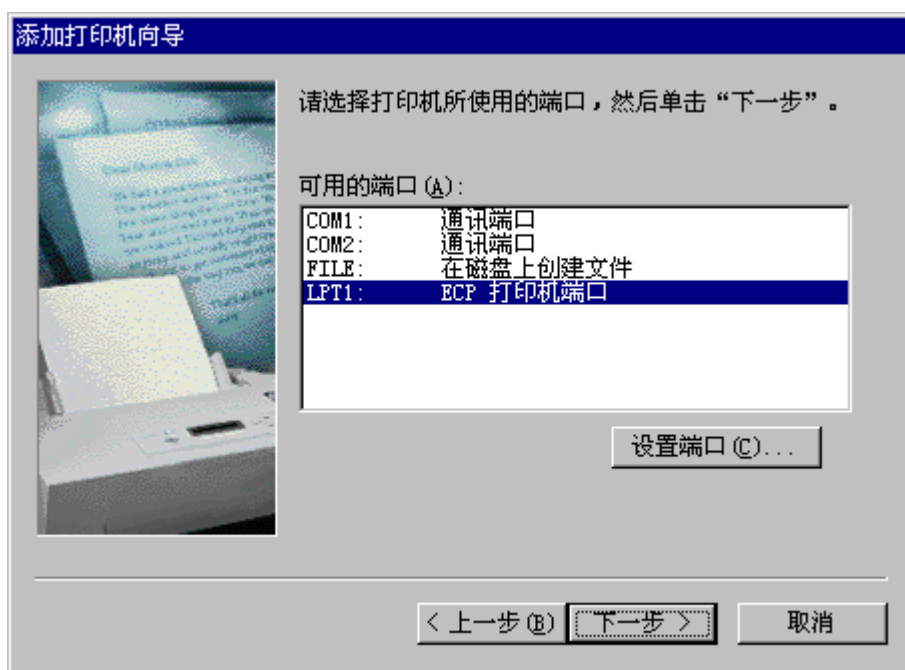 添加打印机向导
请选择打印机所使用的端口，然后单击“下一步”。
可用的端口(A):
COM1: 通讯端口
COM2: 通讯端口
FILE: 在磁盘上创建文件
LPT1: ECP 打印机端口
设置端口(C)...
< 上一步(B)
下一步 >
取消